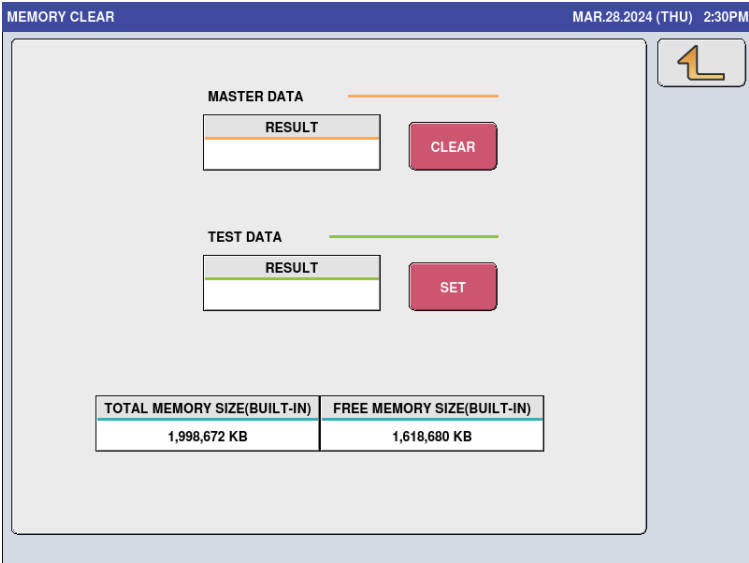 MEMORY CLEAR MAR.28.2024 (THU) 2:30PM
MASTER DATA
RESULT
CLEAR
TEST DATA
RESULT
SET
TOTAL MEMORY SIZE(BUILT-IN) FREE MEMORY SIZE(BUILT-IN)
1,998,672 KB 1,618,680 KB